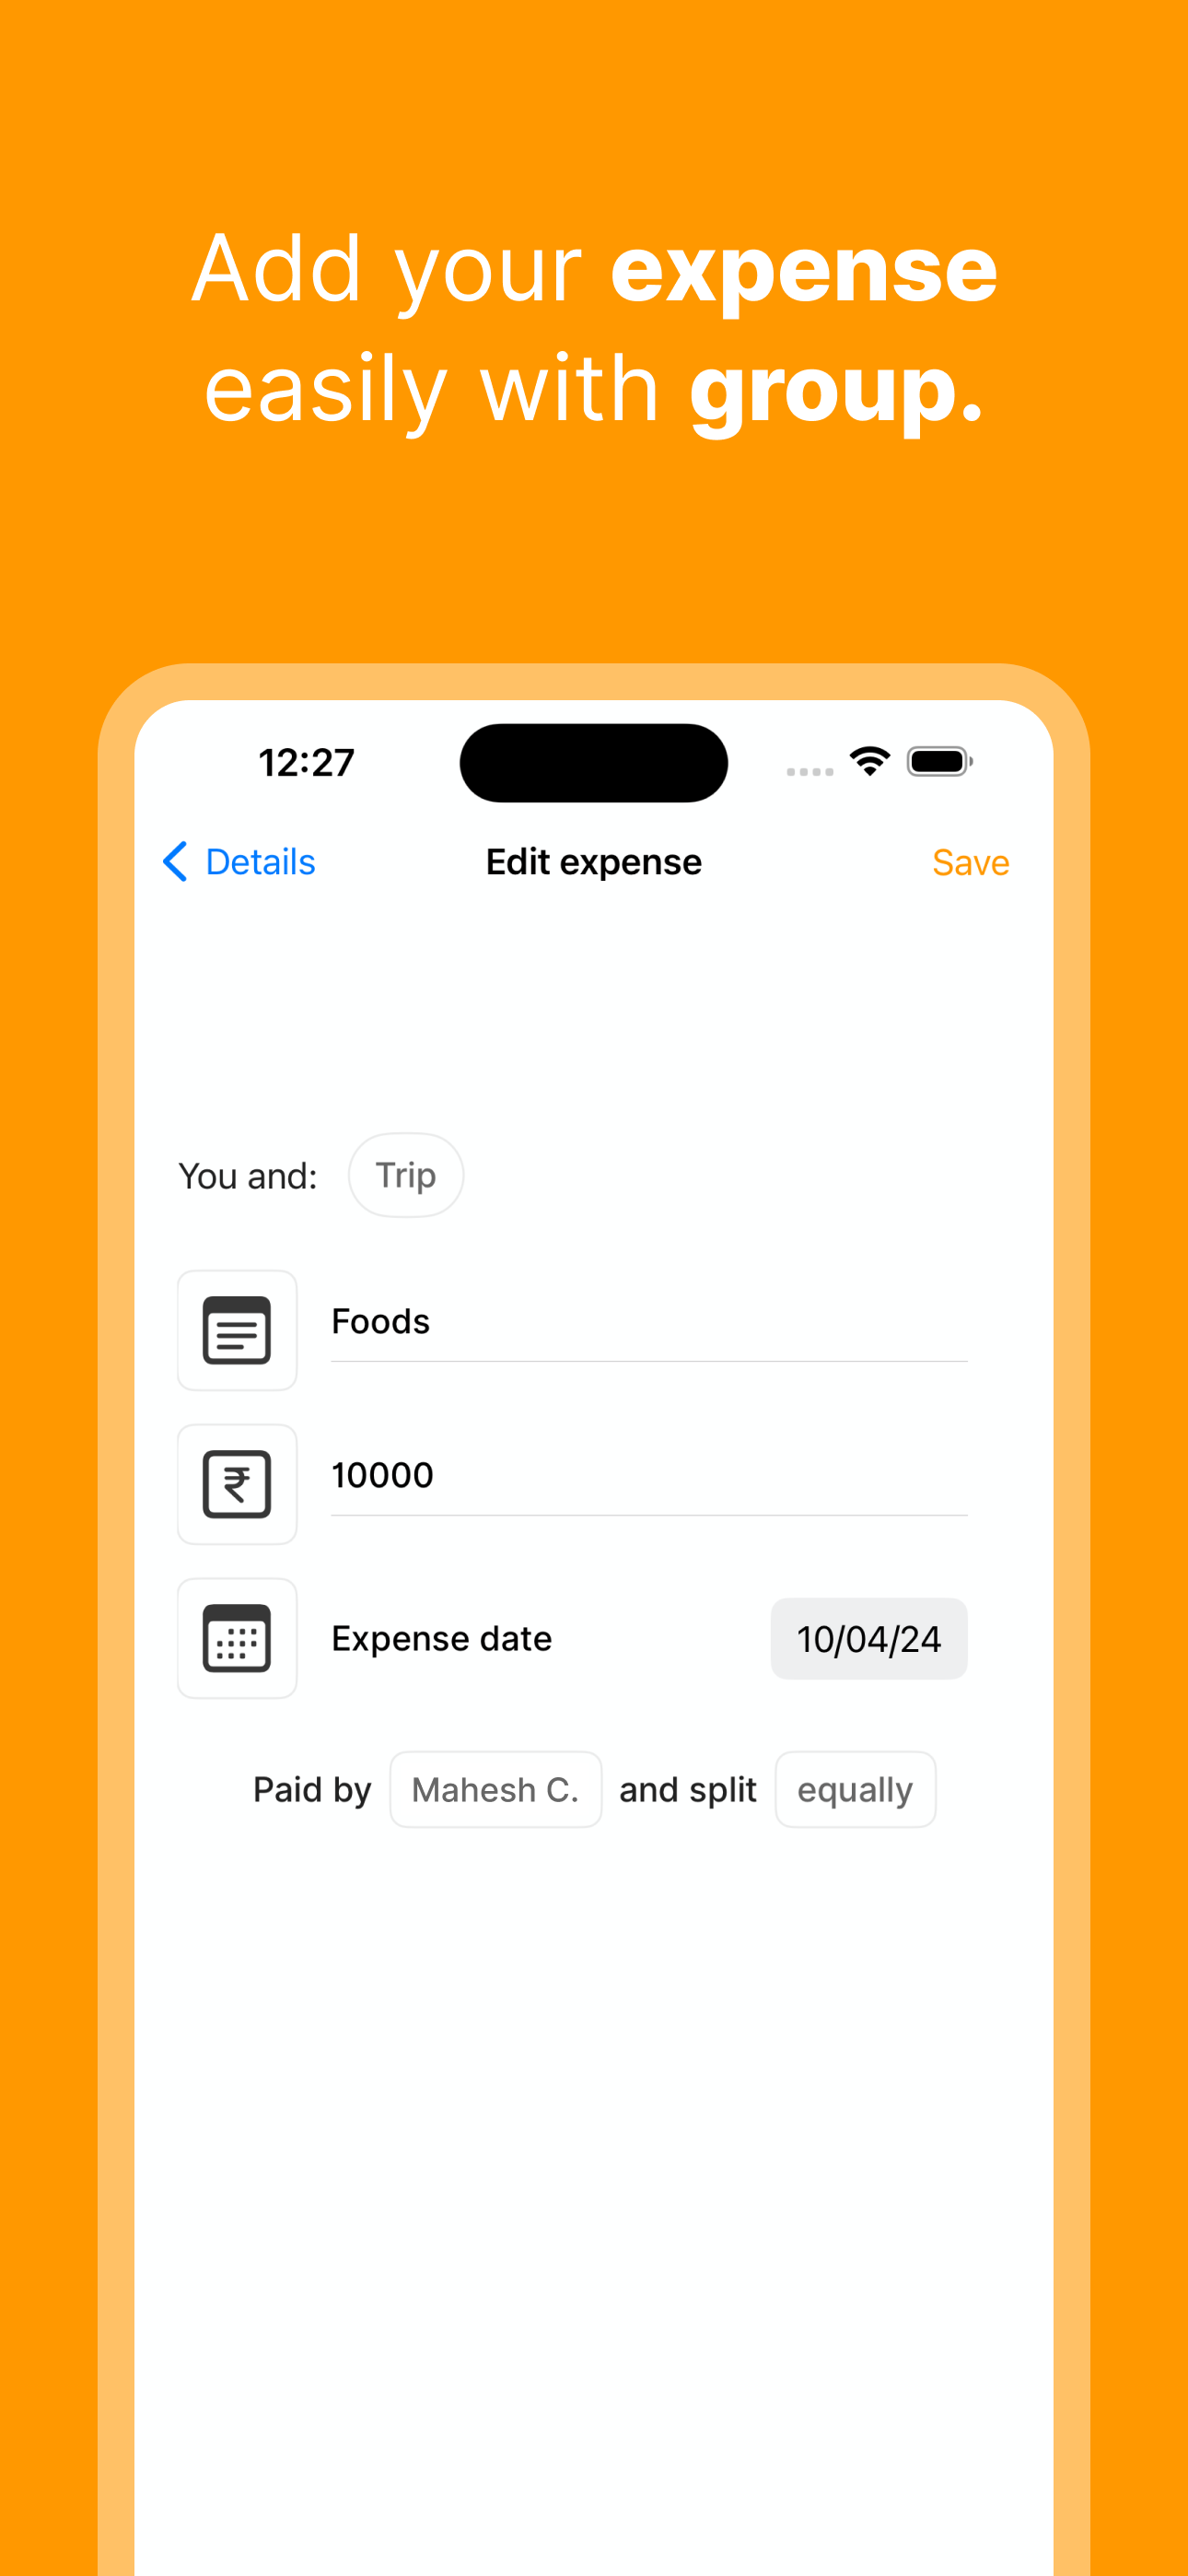 Add your expense
easily with group.
12:27
Details Edit expense Save
You and: Trip
Foods
₹ 10000
Expense date 10/04/24
Paid by Mahesh C. and split equally